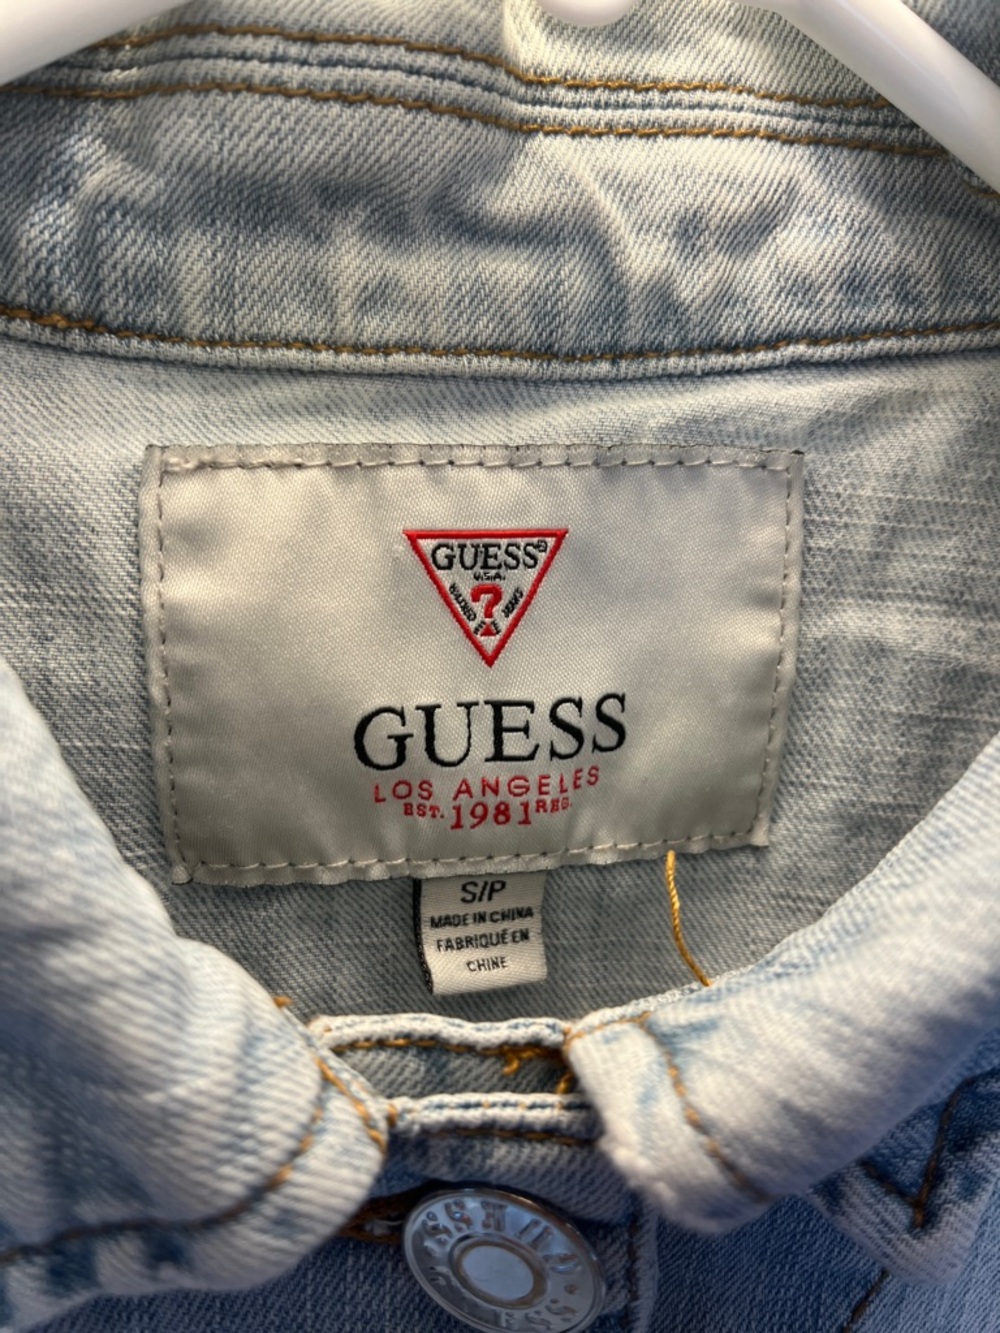 GUESS®
U.S.A.
?
GUESS
LOS ANGELES
EST. 1981 REG.
S/P
MADE IN CHINA
FABRIQUÉ EN
CHINE